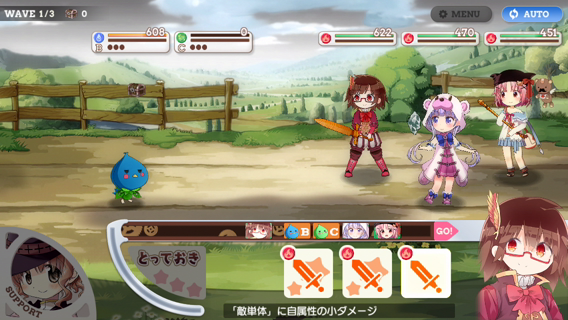 WAVE 1/3 0
MENU
AUTO
608
B
0
C
622
470
451
B C
GO!
とっておき
SUPPORT
「敵単体」に自属性の小ダメージ